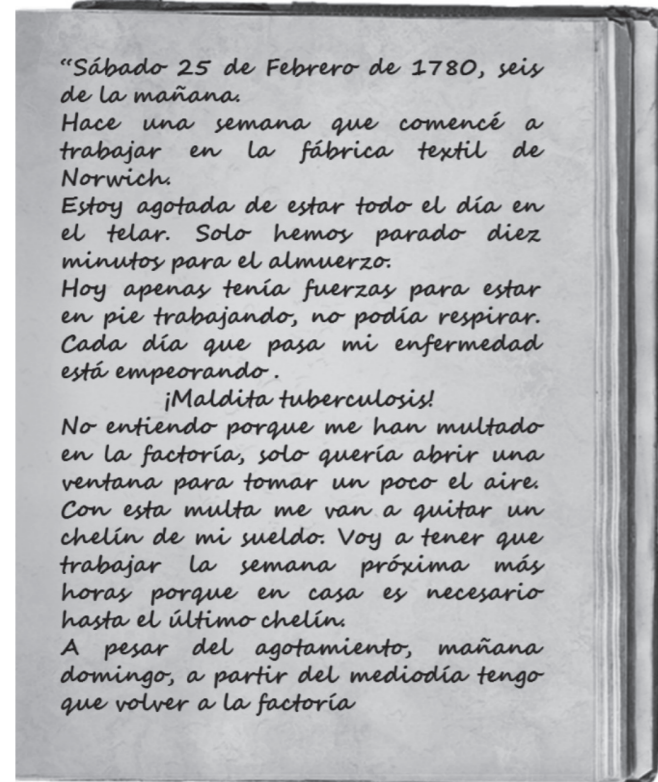 “Sábado 25 de Febrero de 1780, seis
de la mañana.
Hace una semana que comencé a
trabajar en la fábrica textil de
Norwich.
Estoy agotada de estar todo el día en
el telar. Solo hemos parado diez
minutos para el almuerzo.
Hoy apenas tenía fuerzas para estar
en pie trabajando, no podía respirar.
Cada día que pasa mi enfermedad
está empeorando .
¡Maldita tuberculosis!
No entiendo porque me han multado
en la factoría, solo quería abrir una
ventana para tomar un poco el aire.
Con esta multa me van a quitar un
chelín de mi sueldo. Voy a tener que
trabajar la semana próxima más
horas porque en casa es necesario
hasta el último chelín.
A pesar del agotamiento, mañana
domingo, a partir del mediodía tengo
que volver a la factoría